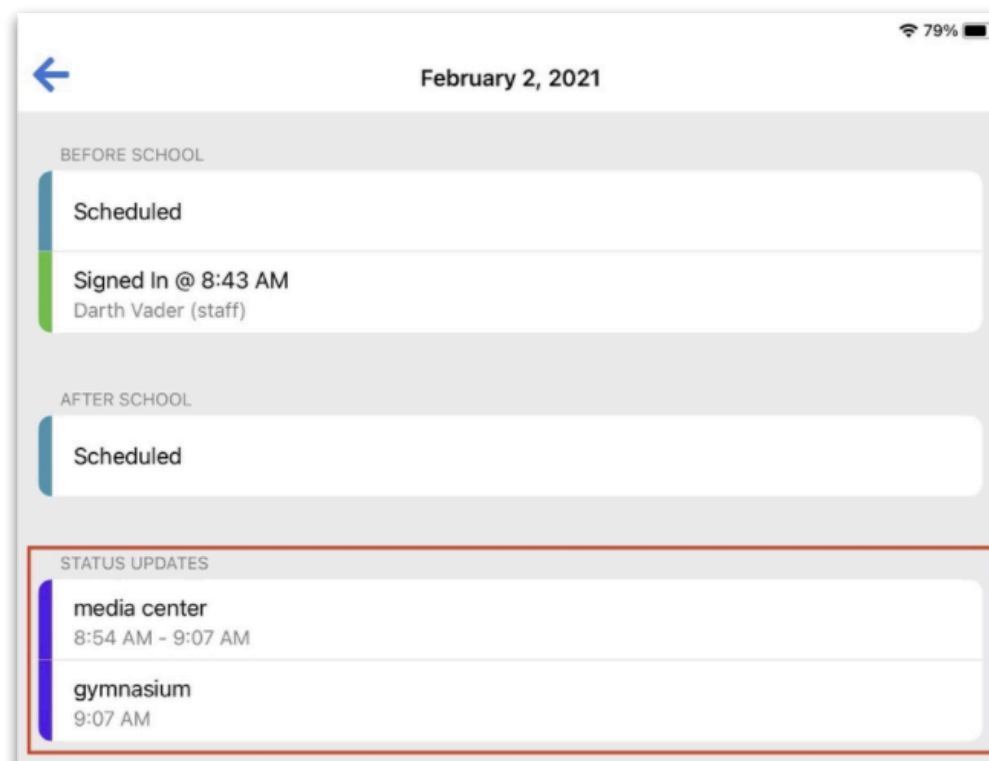 79%
February 2, 2021
BEFORE SCHOOL
Scheduled
Signed In @ 8:43 AM
Darth Vader (staff)
AFTER SCHOOL
Scheduled
STATUS UPDATES
media center
8:54 AM - 9:07 AM
gymnasium
9:07 AM